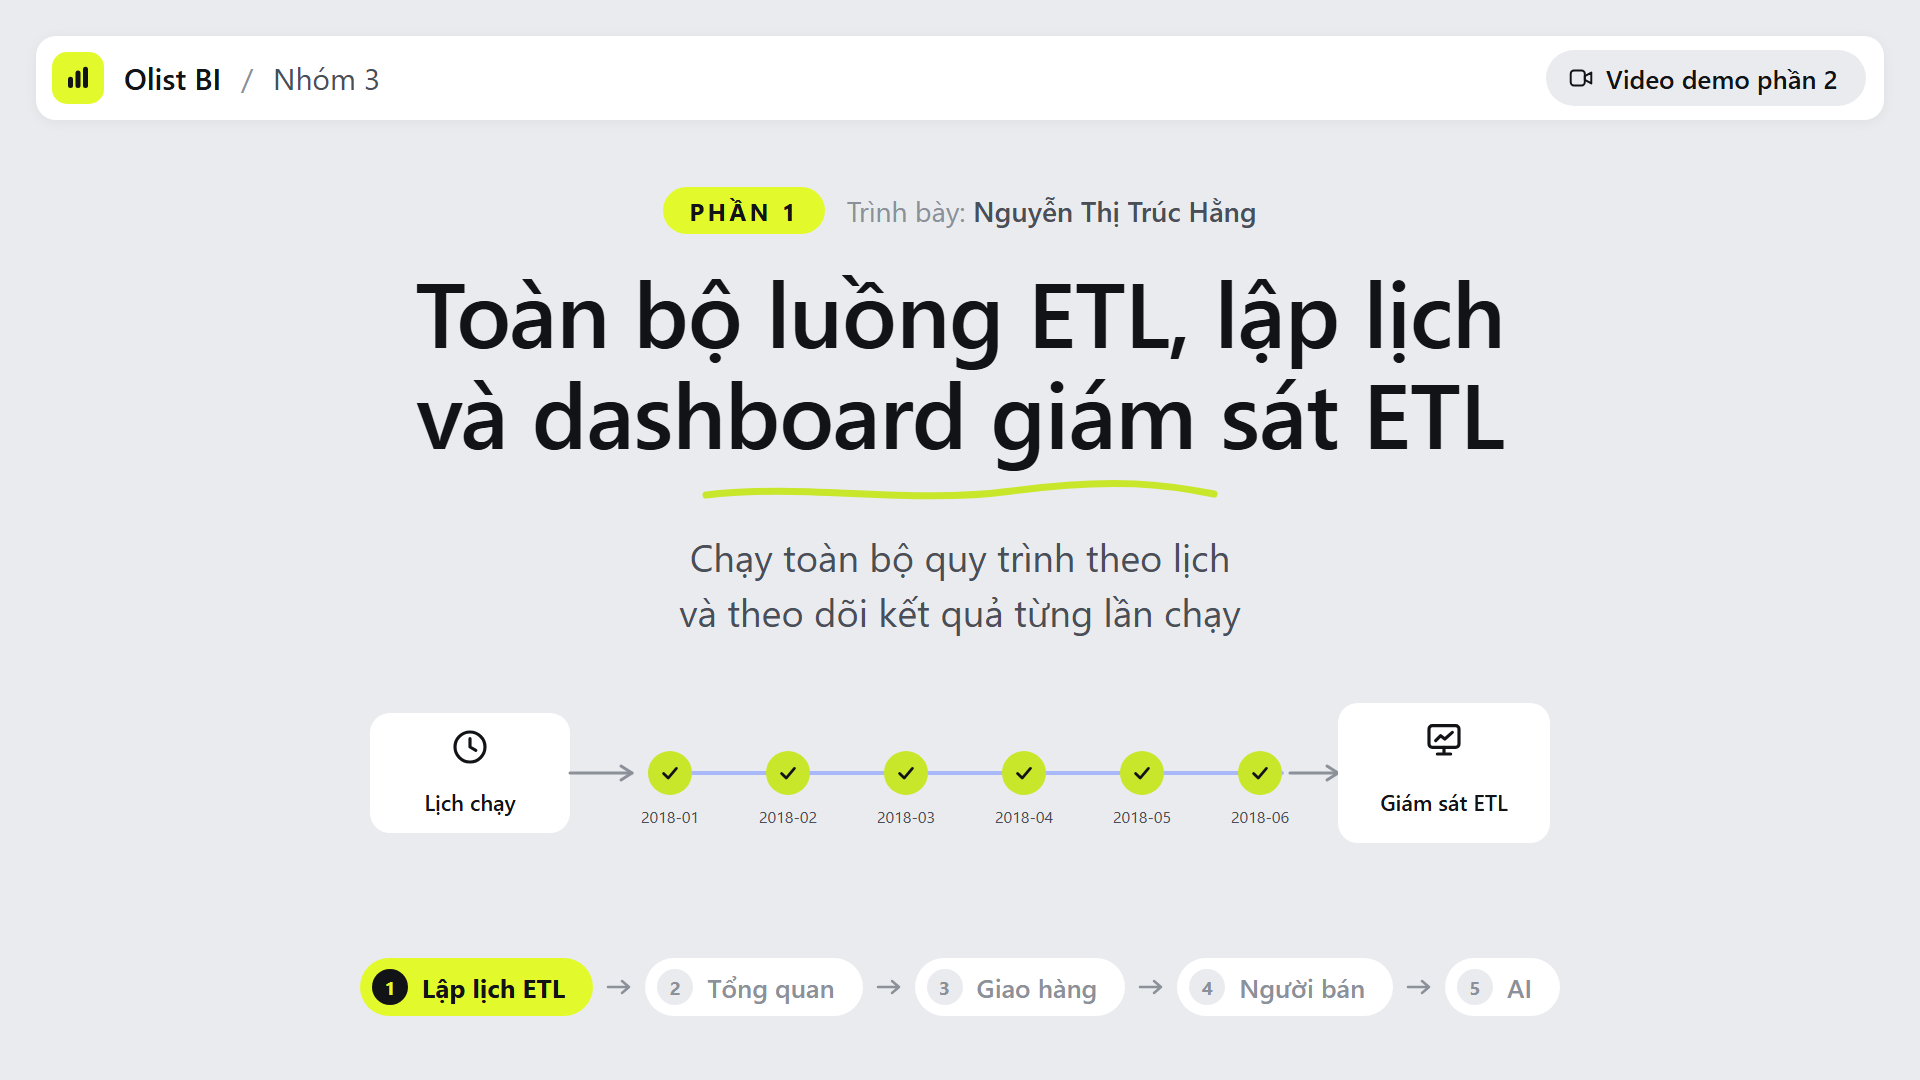 Olist BI / Nhóm 3
Video demo phần 2
PHẦN 1
Trình bày: Nguyễn Thị Trúc Hằng
Toàn bộ luồng ETL, lập lịch
và dashboard giám sát ETL
Chạy toàn bộ quy trình theo lịch
và theo dõi kết quả từng lần chạy
Lịch chạy
2018-01
2018-02
2018-03
2018-04
2018-05
2018-06
Giám sát ETL
1 Lập lịch ETL
2 Tổng quan
3 Giao hàng
4 Người bán
5 AI